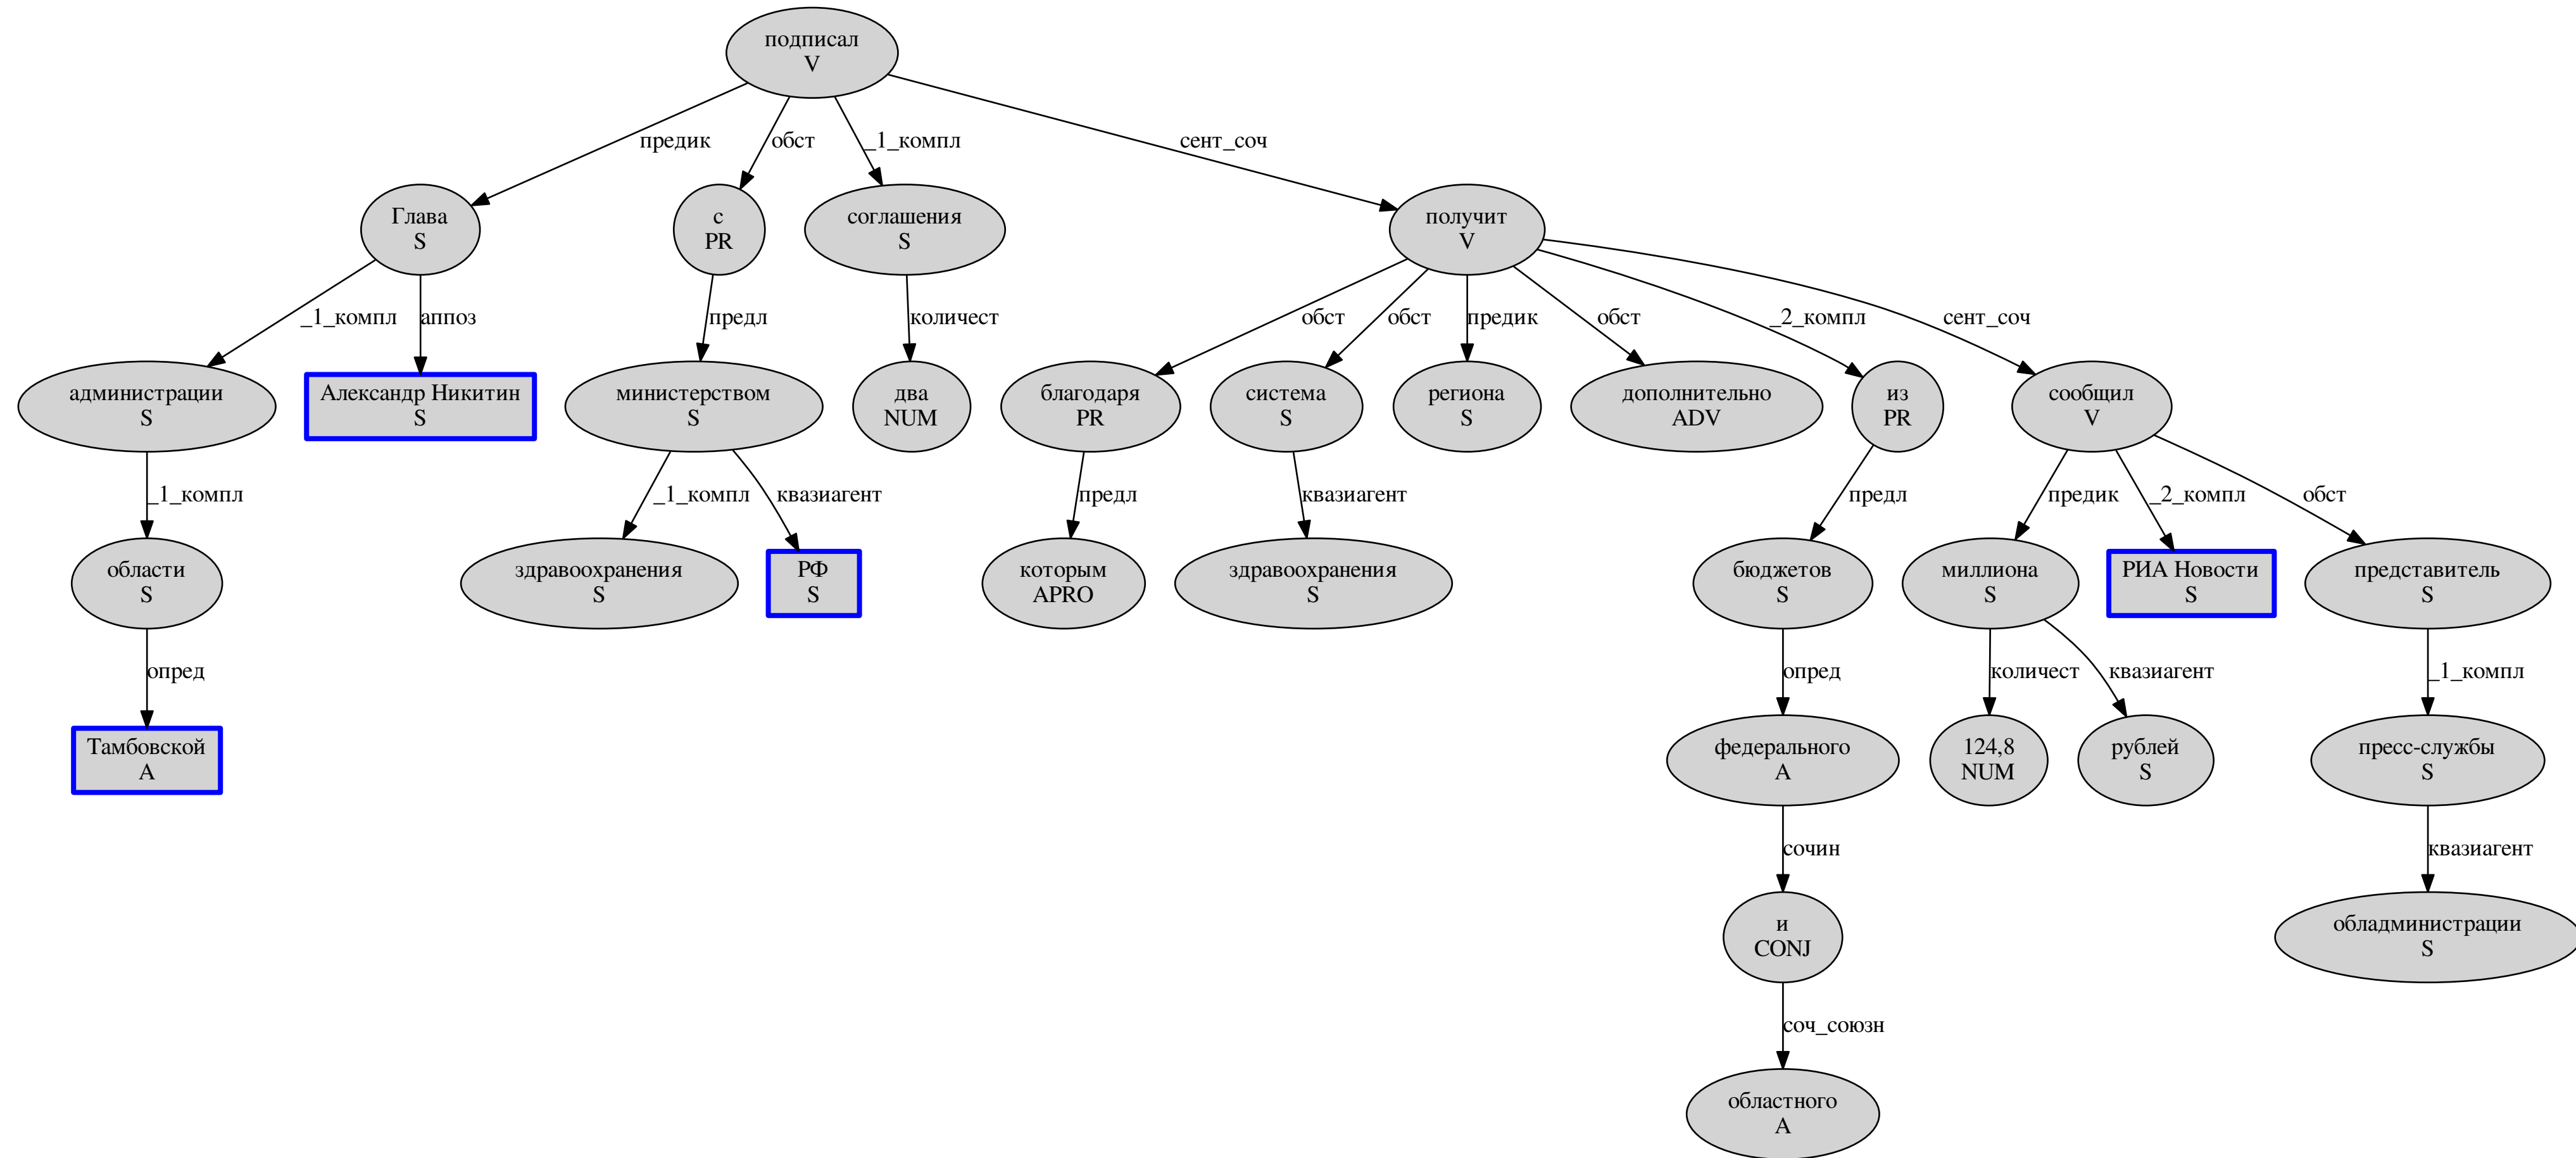 подписал
V
предик
обст
_1_компл
сент_соч
Глава
S
с
PR
соглашения
S
получит
V
_1_компл
аппоз
предл
количест
обст
обст
предик
обст
_2_компл
сент_соч
администрации
S
Александр Никитин
S
министерством
S
два
NUM
благодаря
PR
система
S
региона
S
дополнительно
ADV
из
PR
сообщил
V
_1_компл
_1_компл
квазиагент
предл
квазиагент
предл
предик
_2_компл
обст
области
S
здравоохранения
S
РФ
S
которым
APRO
здравоохранения
S
бюджетов
S
миллиона
S
РИА Новости
S
представитель
S
опред
опред
количест
квазиагент
_1_компл
Тамбовской
A
федерального
A
124,8
NUM
рублей
S
пресс-службы
S
сочин
квазиагент
и
CONJ
обладминистрации
S
соч_союзн
областного
A